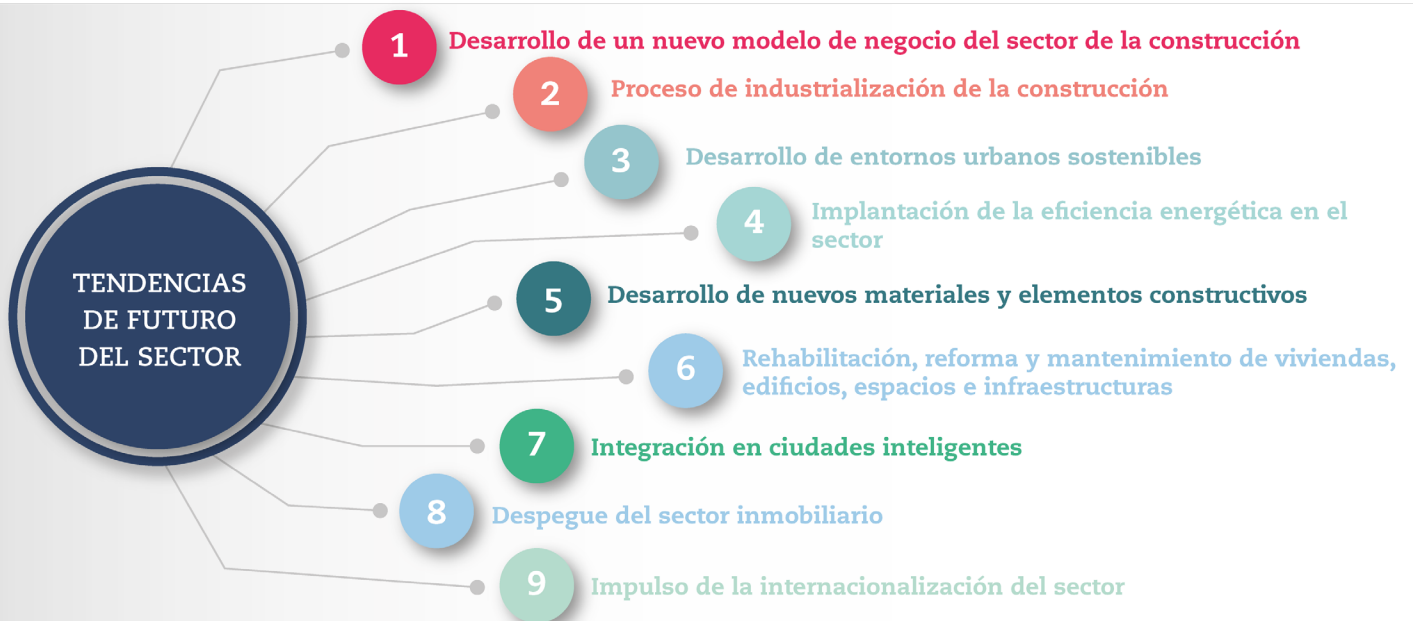 TENDENCIAS
DE FUTURO
DEL SECTOR
1
Desarrollo de un nuevo modelo de negocio del sector de la construcción
2
Proceso de industrialización de la construcción
3
Desarrollo de entornos urbanos sostenibles
4
Implantación de la eficiencia energética en el
sector
5
Desarrollo de nuevos materiales y elementos constructivos
6
Rehabilitación, reforma y mantenimiento de viviendas,
edificios, espacios e infraestructuras
7
Integración en ciudades inteligentes
8
Despegue del sector inmobiliario
9
Impulso de la internacionalización del sector